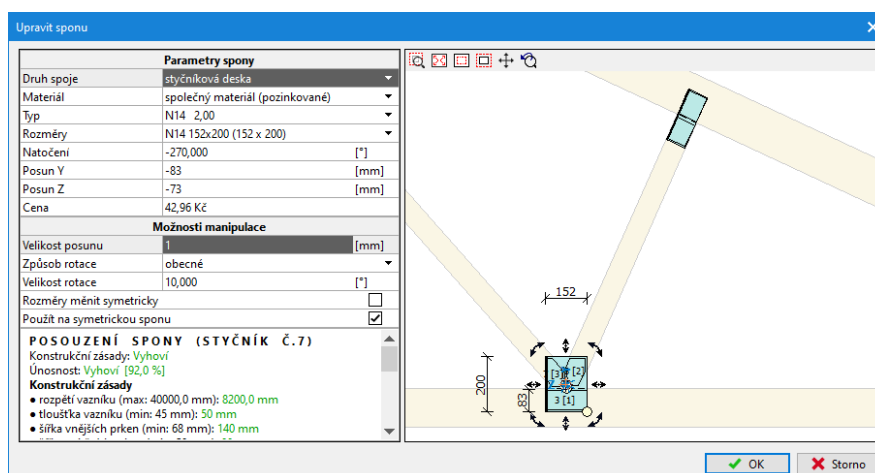 Upravit sponu
Parametry spony
Druh spoje styčníková deska
Materiál společný materiál (pozinkované)
Typ N14 2,00
Rozměry N14 152x200 (152 x 200)
Natočení -270,000 [°]
Posun Y -83 [mm]
Posun Z -73 [mm]
Cena 42,96 Kč
Možnosti manipulace
Velikost posunu 1 [mm]
Způsob rotace obecné
Velikost rotace 10,000 [°]
Rozměry měnit symetricky
Použít na symetrickou sponu
POSOUZENÍ SPONY (STYČNÍK Č.7)
Konstrukční zásady: Vyhoví
Únosnost: Vyhoví [92,0 %]
Konstrukční zásady
● rozpětí vazníku (max: 40000,0 mm): 8200,0 mm
● tloušťka vazníku (min: 45 mm): 50 mm
● šířka vnějších prken (min: 68 mm): 140 mm
152
200
83
[3]
[2]
3 [1]
OK
Storno